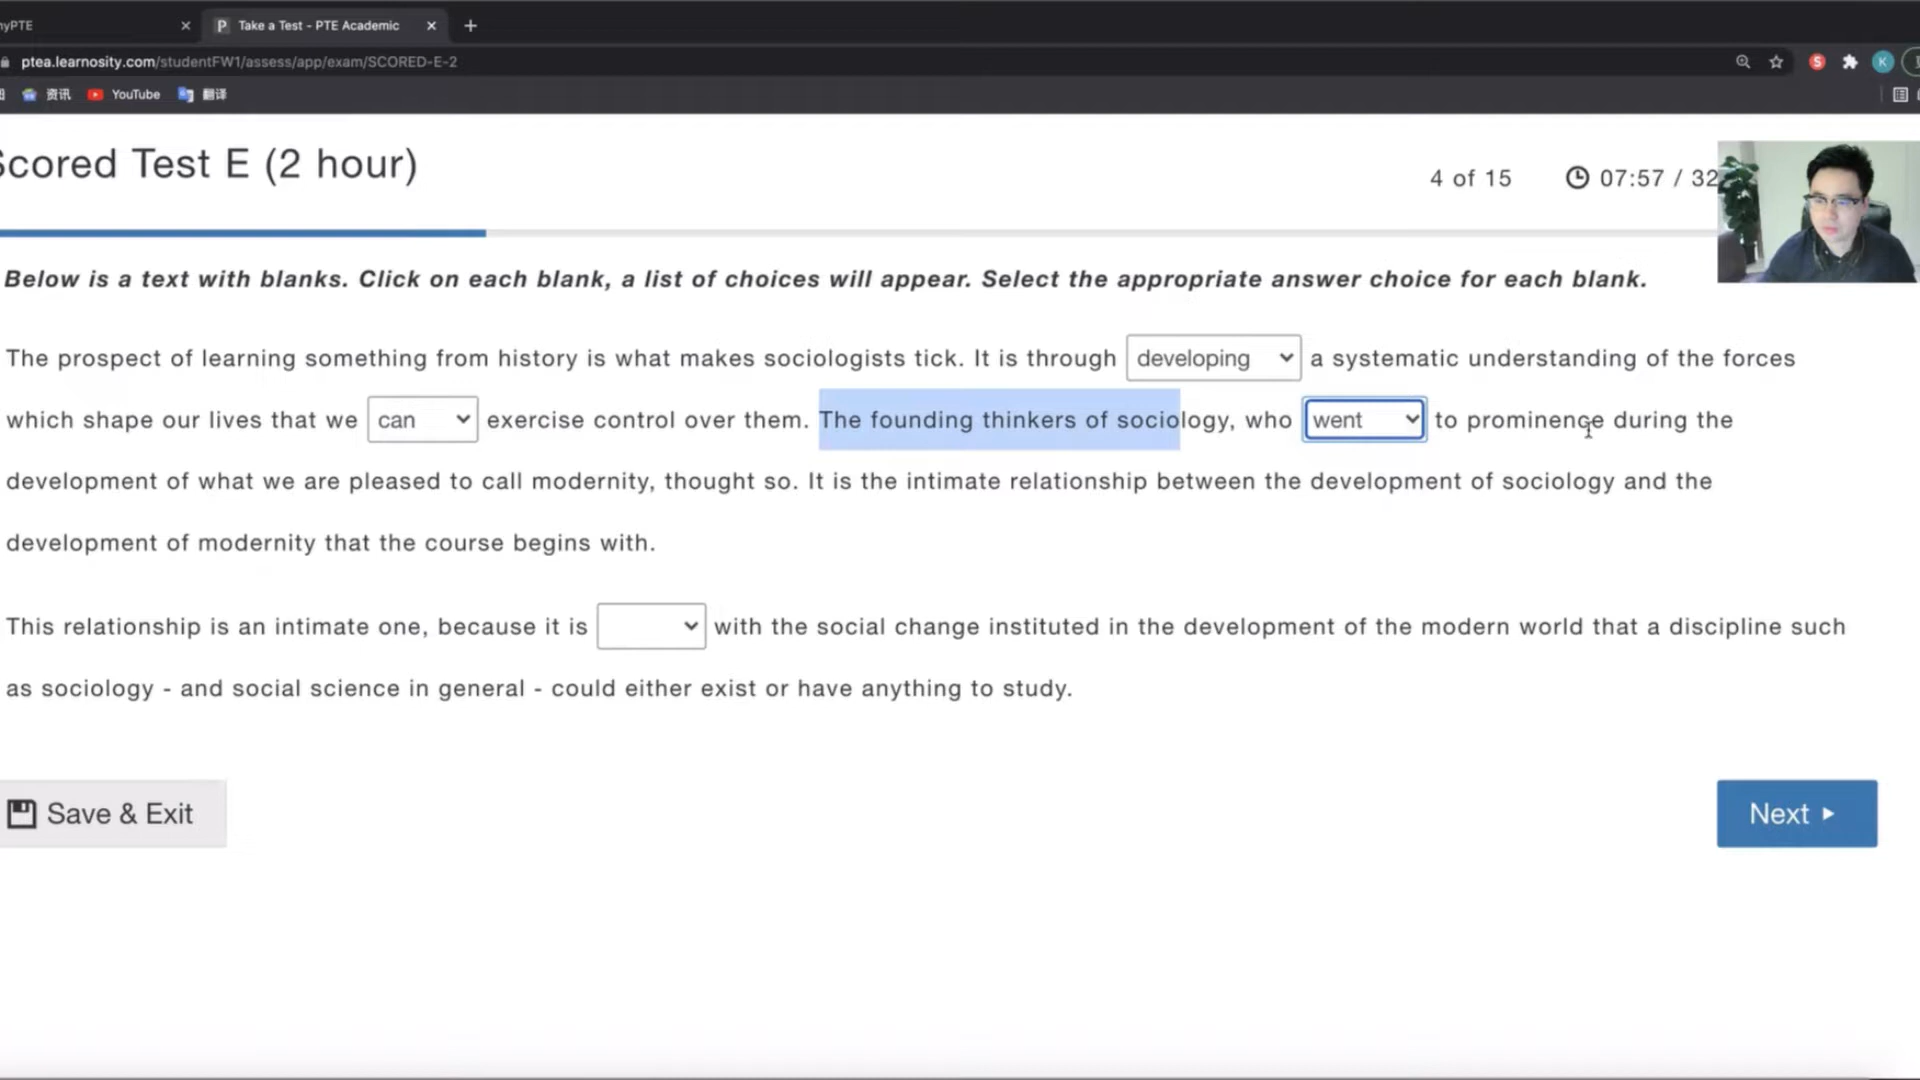 nyPTE
P Take a Test - PTE Academic
ptea.learnosity.com/studentFW1/assess/app/exam/SCORED-E-2
S K
资讯 YouTube 翻译
Scored Test E (2 hour)
4 of 15 07:57 / 32
Below is a text with blanks. Click on each blank, a list of choices will appear. Select the appropriate answer choice for each blank.
The prospect of learning something from history is what makes sociologists tick. It is through developing a systematic understanding of the forces
which shape our lives that we can exercise control over them. The founding thinkers of sociology, who went to prominence during the
development of what we are pleased to call modernity, thought so. It is the intimate relationship between the development of sociology and the
development of modernity that the course begins with.
This relationship is an intimate one, because it is with the social change instituted in the development of the modern world that a discipline such
as sociology - and social science in general - could either exist or have anything to study.
Save & Exit
Next